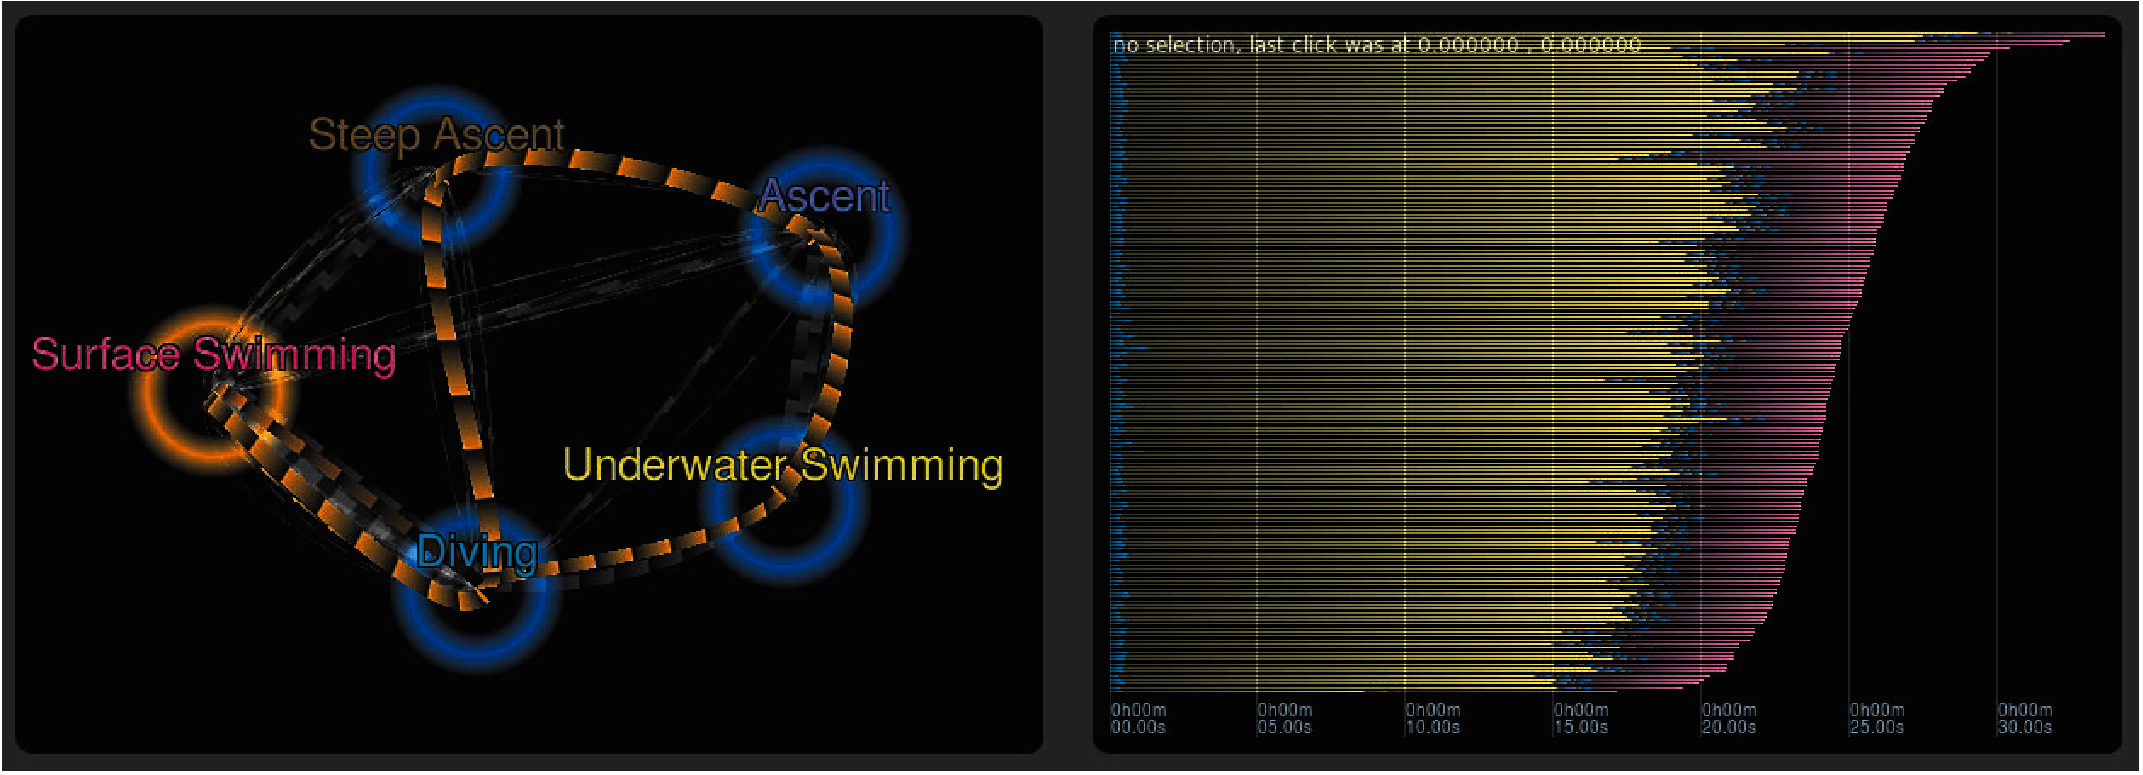 Steep Ascent
Ascent
Surface Swimming
Underwater Swimming
Diving
no selection, last click was at 0.000000 , 0.000000
0h00m 0h00m 0h00m 0h00m 0h00m 0h00m 0h00m
00.00s 05.00s 10.00s 15.00s 20.00s 25.00s 30.00s